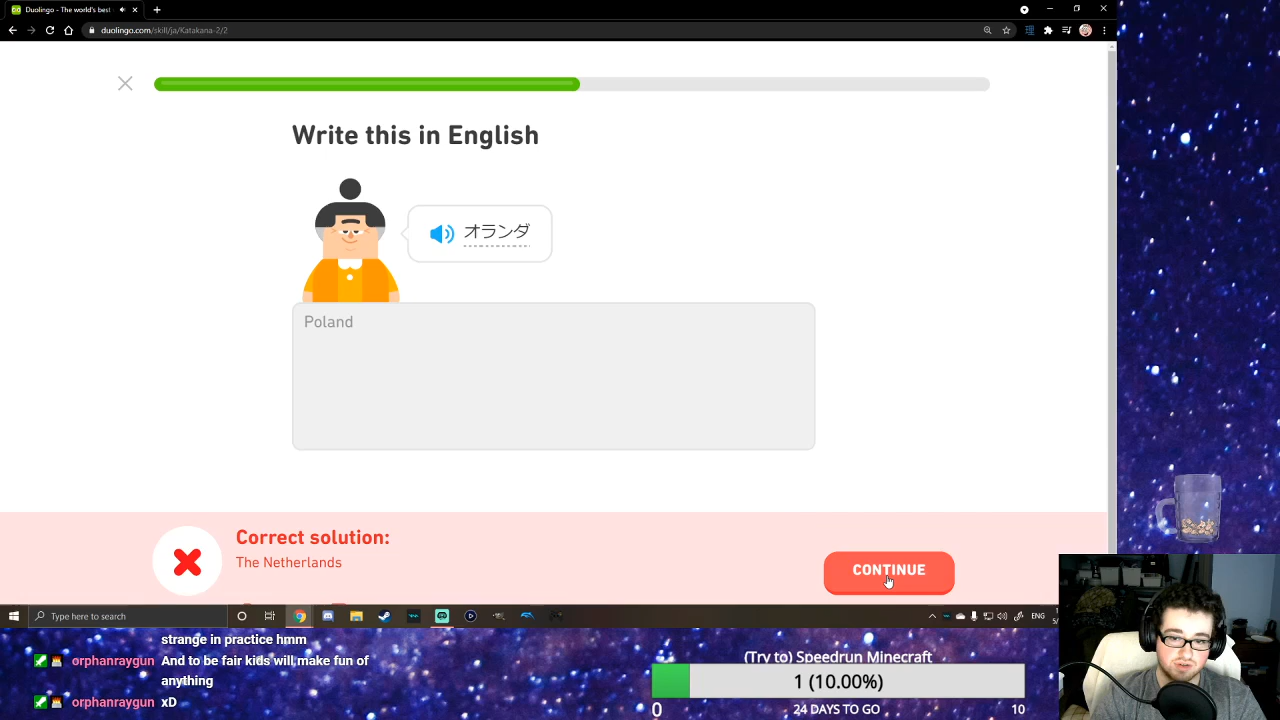 Duolingo - The world's best
duolingo.com/skill/ja/Katakana-2/2
Write this in English
オランダ
Poland
Correct solution:
The Netherlands
CONTINUE
Type here to search
ENG
strange in practice hmm
orphanraygun And to be fair kids will make fun of
anything
orphanraygun xD
(Try to) Speedrun Minecraft
1 (10.00%)
0 24 DAYS TO GO 10